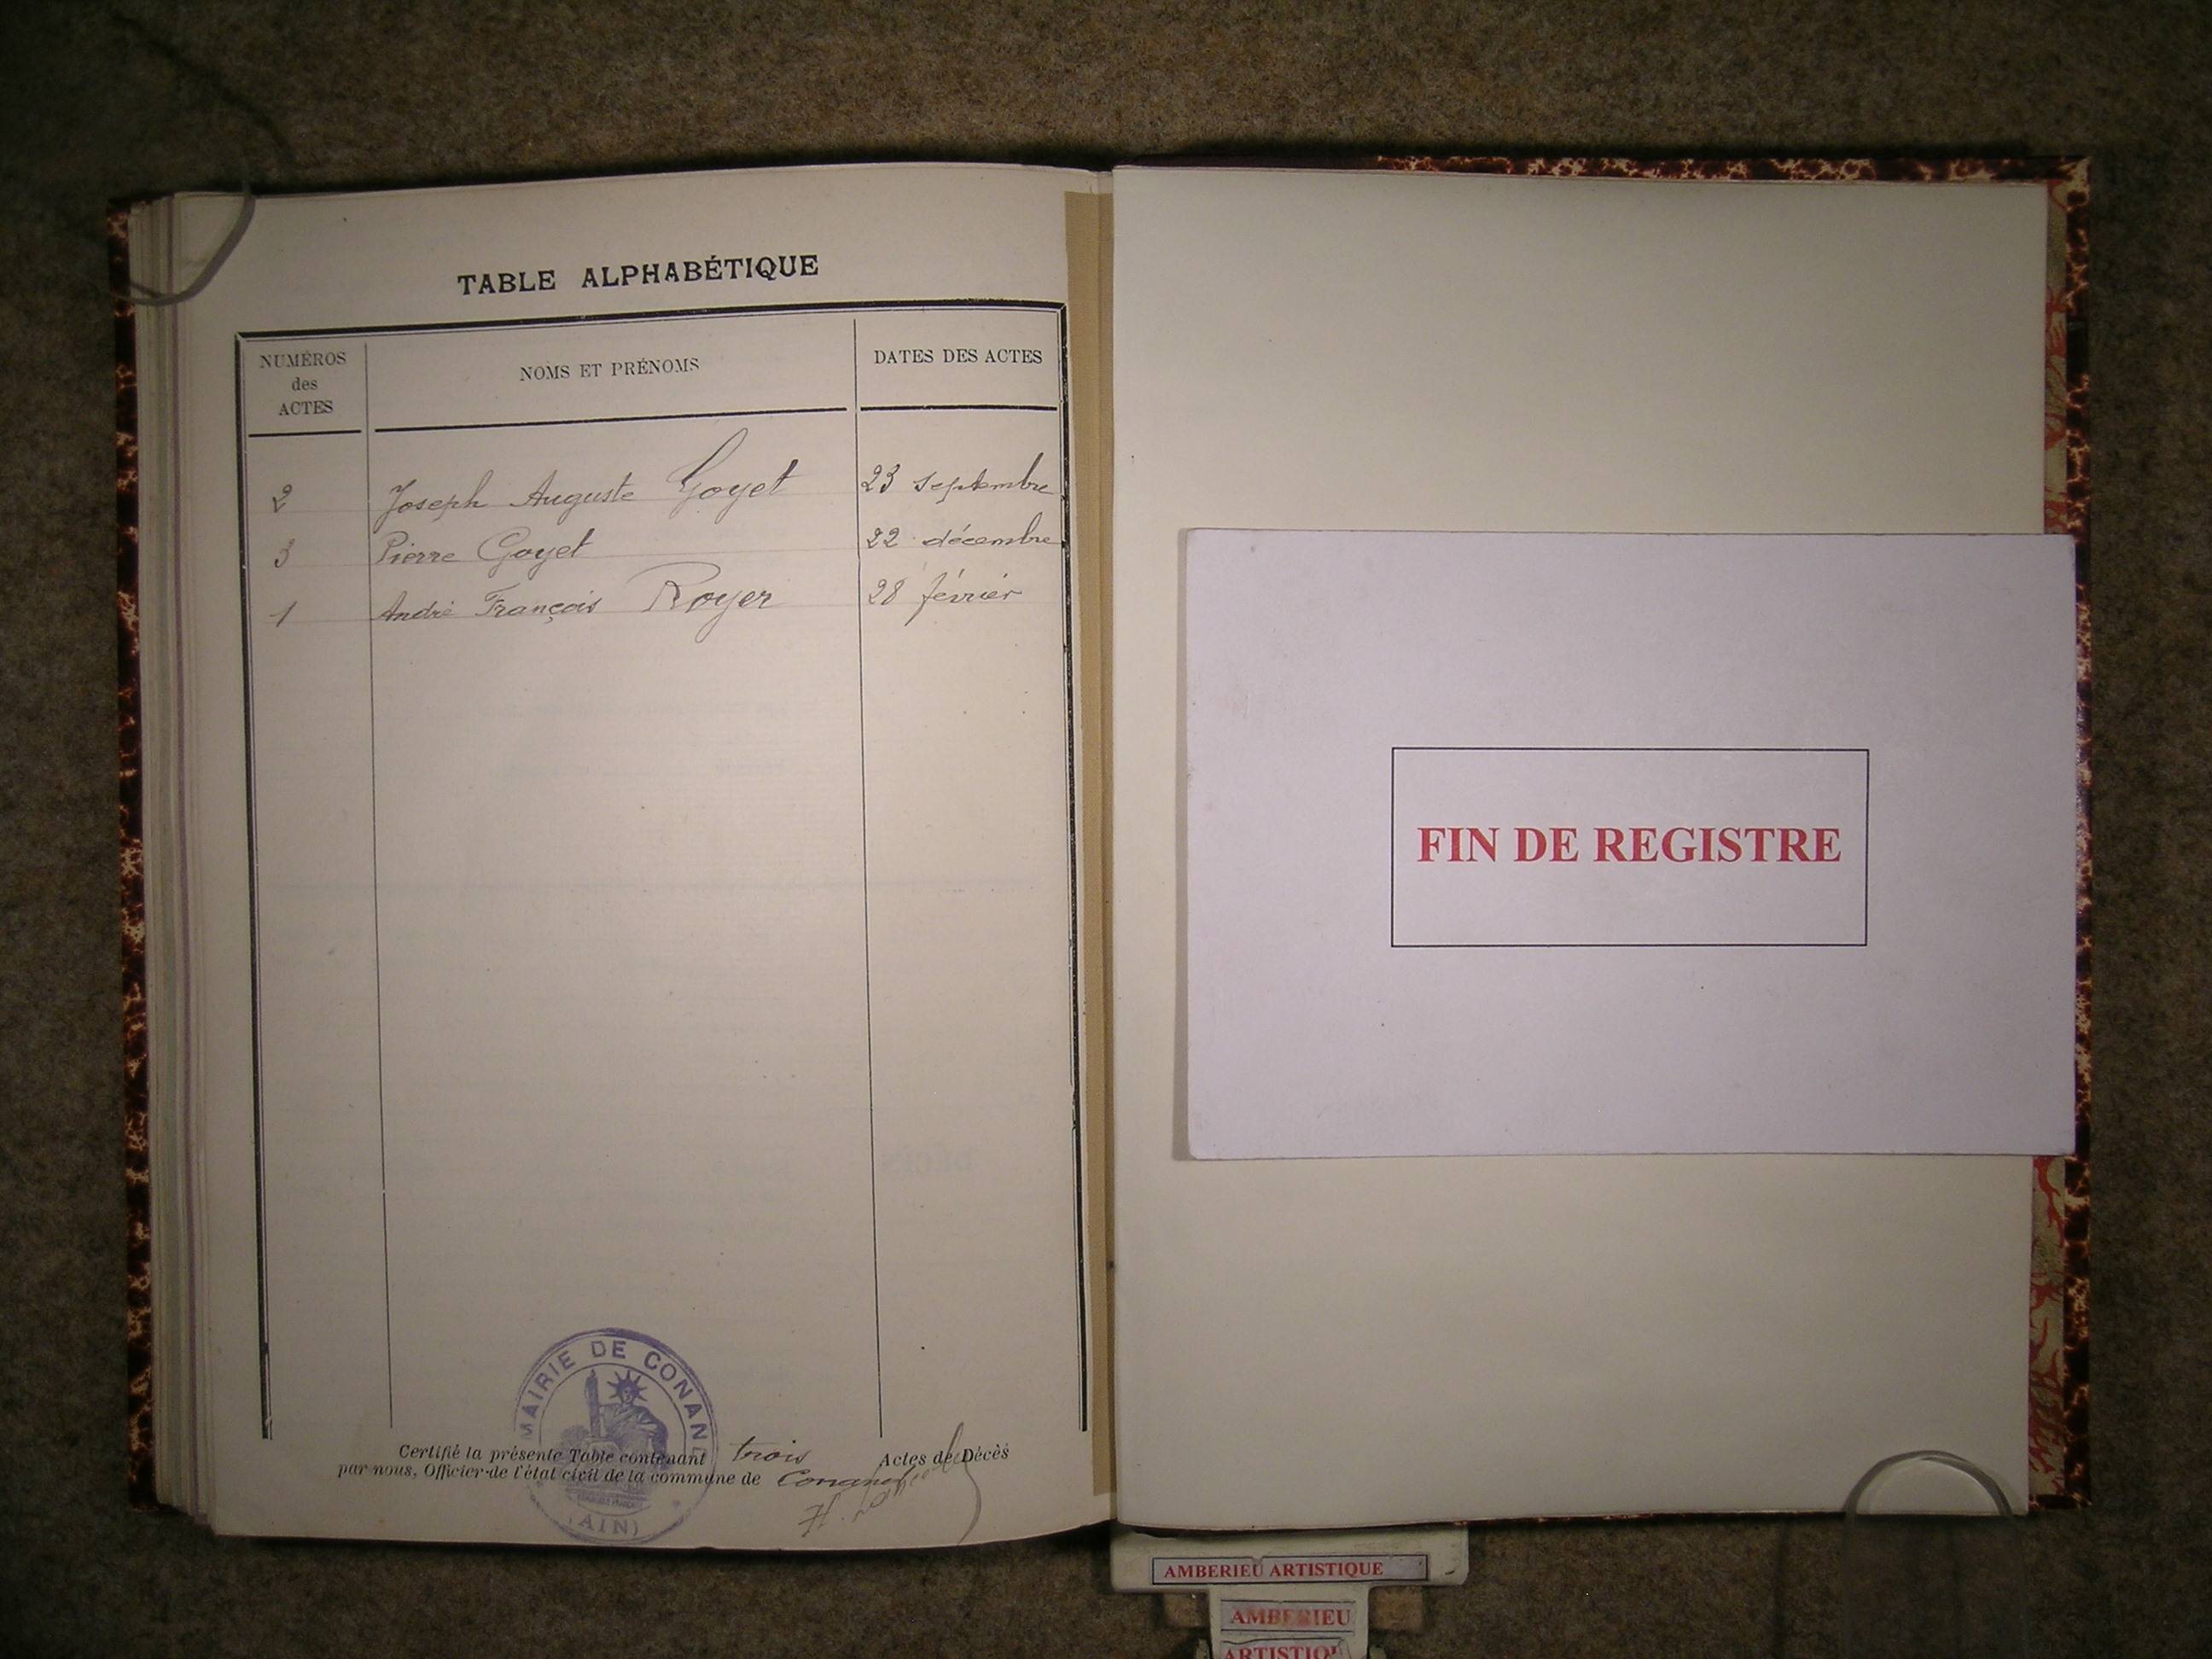 TABLE ALPHABÉTIQUE
NUMÉROS
des
ACTES
NOMS ET PRÉNOMS
DATES DES ACTES
2 Joseph Auguste Goyet 23 septembre
3 Pierre Goyet 22 décembre
1 André François Royer 28 février
MAIRIE DE CONAND
(AIN)
Certifié la présente Table contenant trois Actes de Décès
par nous, Officier de l'état civil de la commune de Conand
H.
FIN DE REGISTRE
AMBERIEU ARTISTIQUE
AMBERIEU
ARTISTIQU